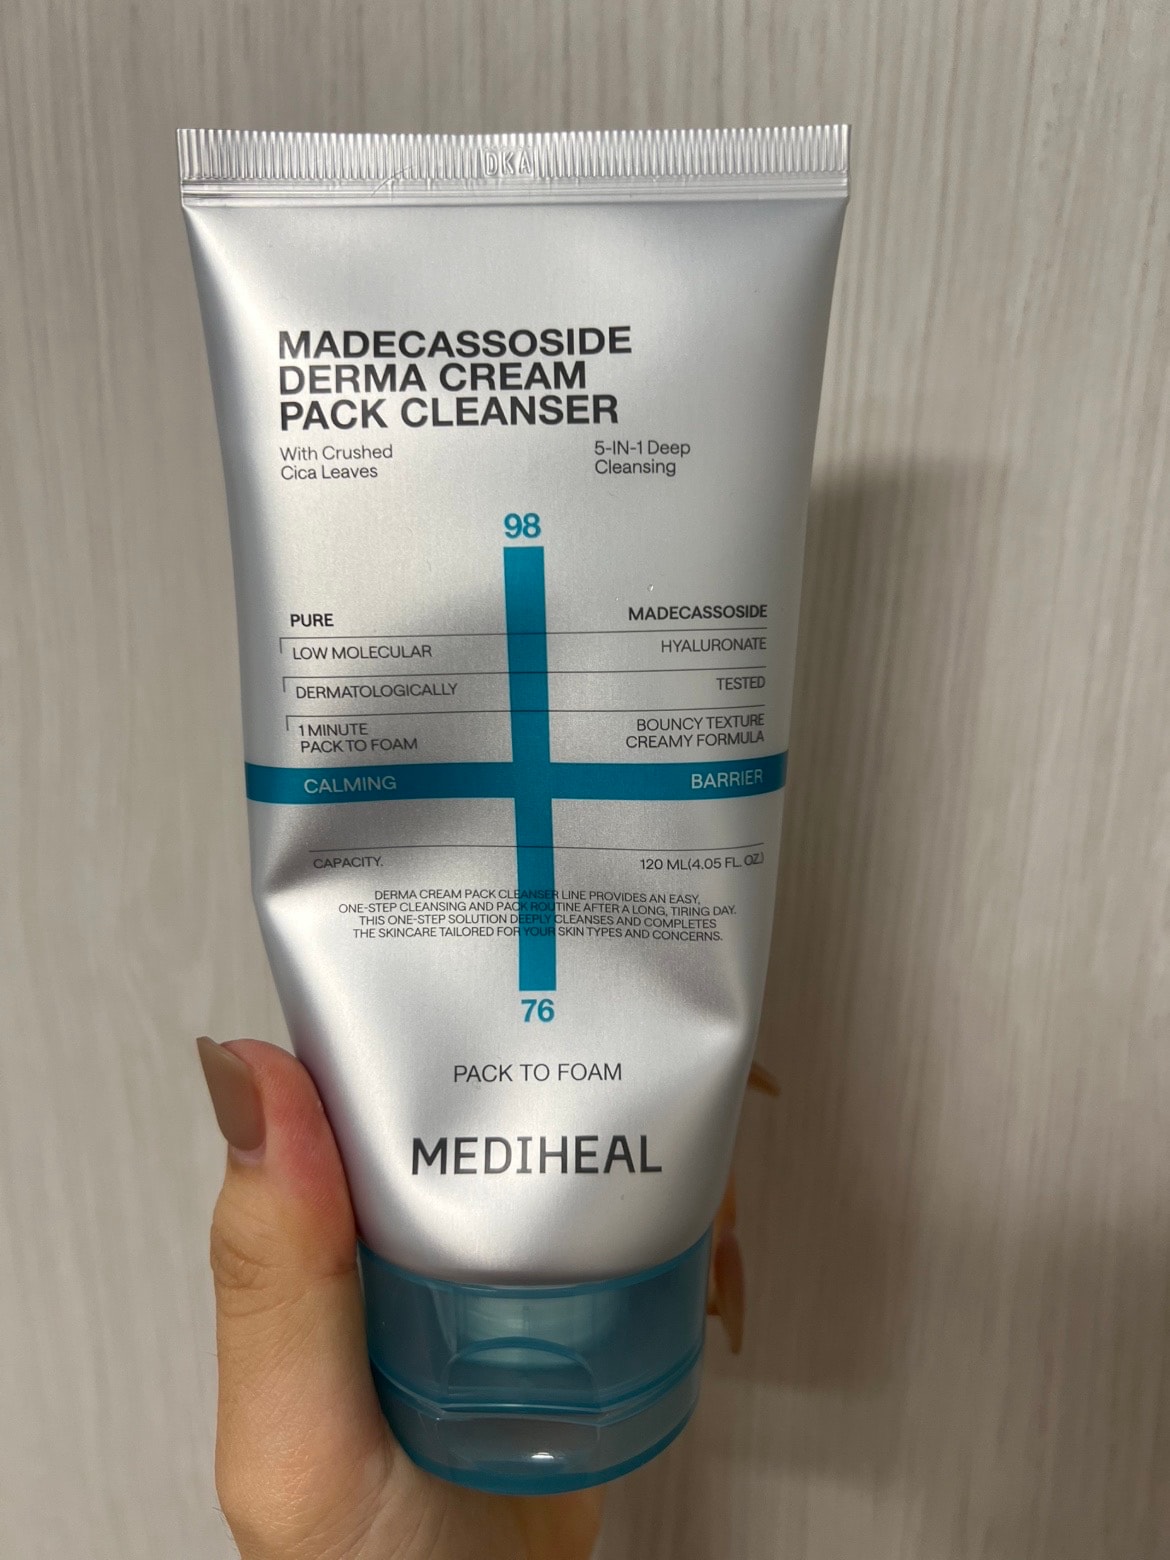 DKA
MADECASSOSIDE
DERMA CREAM
PACK CLEANSER
With Crushed
Cica Leaves
5-IN-1 Deep
Cleansing
98
PURE MADECASSOSIDE
LOW MOLECULAR HYALURONATE
DERMATOLOGICALLY TESTED
1 MINUTE
PACK TO FOAM
BOUNCY TEXTURE
CREAMY FORMULA
CALMING BARRIER
CAPACITY. 120 ML(4.05 FL. OZ.)
DERMA CREAM PACK CLEANSER LINE PROVIDES AN EASY,
ONE-STEP CLEANSING AND PACK ROUTINE AFTER A LONG, TIRING DAY.
THIS ONE-STEP SOLUTION DEEPLY CLEANSES AND COMPLETES
THE SKINCARE TAILORED FOR YOUR SKIN TYPES AND CONCERNS.
76
PACK TO FOAM
MEDIHEAL